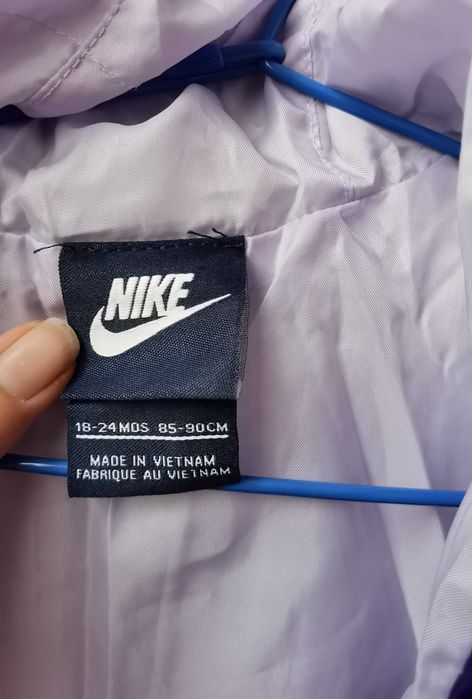 NIKE
18-24MOS 85-90CM
MADE IN VIETNAM
FABRIQUE AU VIETNAM